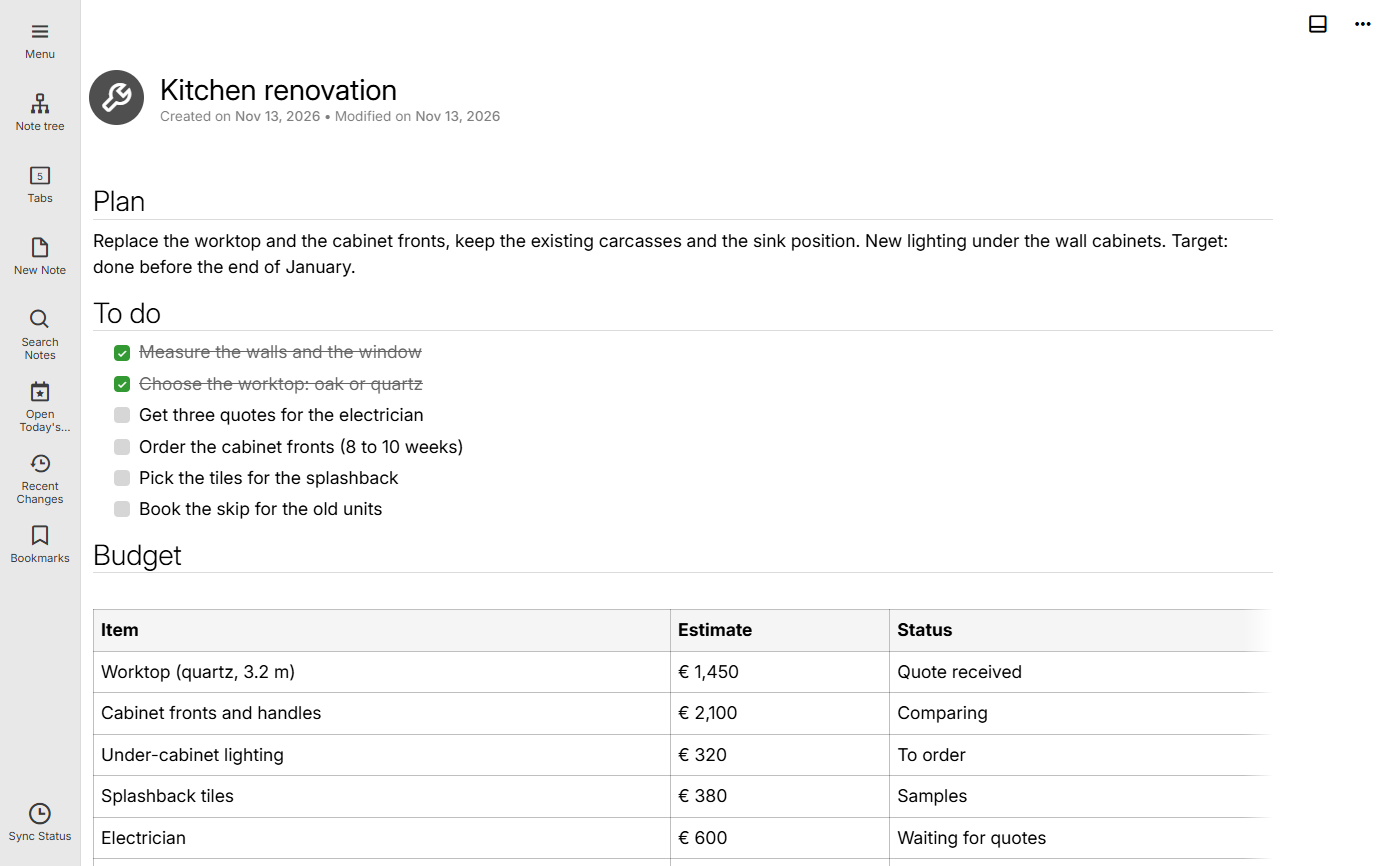 Menu
Note tree
5
Tabs
New Note
Search
Notes
Open
Today's...
Recent
Changes
Bookmarks
Sync Status
Kitchen renovation
Created on Nov 13, 2026 • Modified on Nov 13, 2026
Plan
Replace the worktop and the cabinet fronts, keep the existing carcasses and the sink position. New lighting under the wall cabinets. Target:
done before the end of January.
To do
Measure the walls and the window
Choose the worktop: oak or quartz
Get three quotes for the electrician
Order the cabinet fronts (8 to 10 weeks)
Pick the tiles for the splashback
Book the skip for the old units
Budget
Item Estimate Status
Worktop (quartz, 3.2 m) € 1,450 Quote received
Cabinet fronts and handles € 2,100 Comparing
Under-cabinet lighting € 320 To order
Splashback tiles € 380 Samples
Electrician € 600 Waiting for quotes